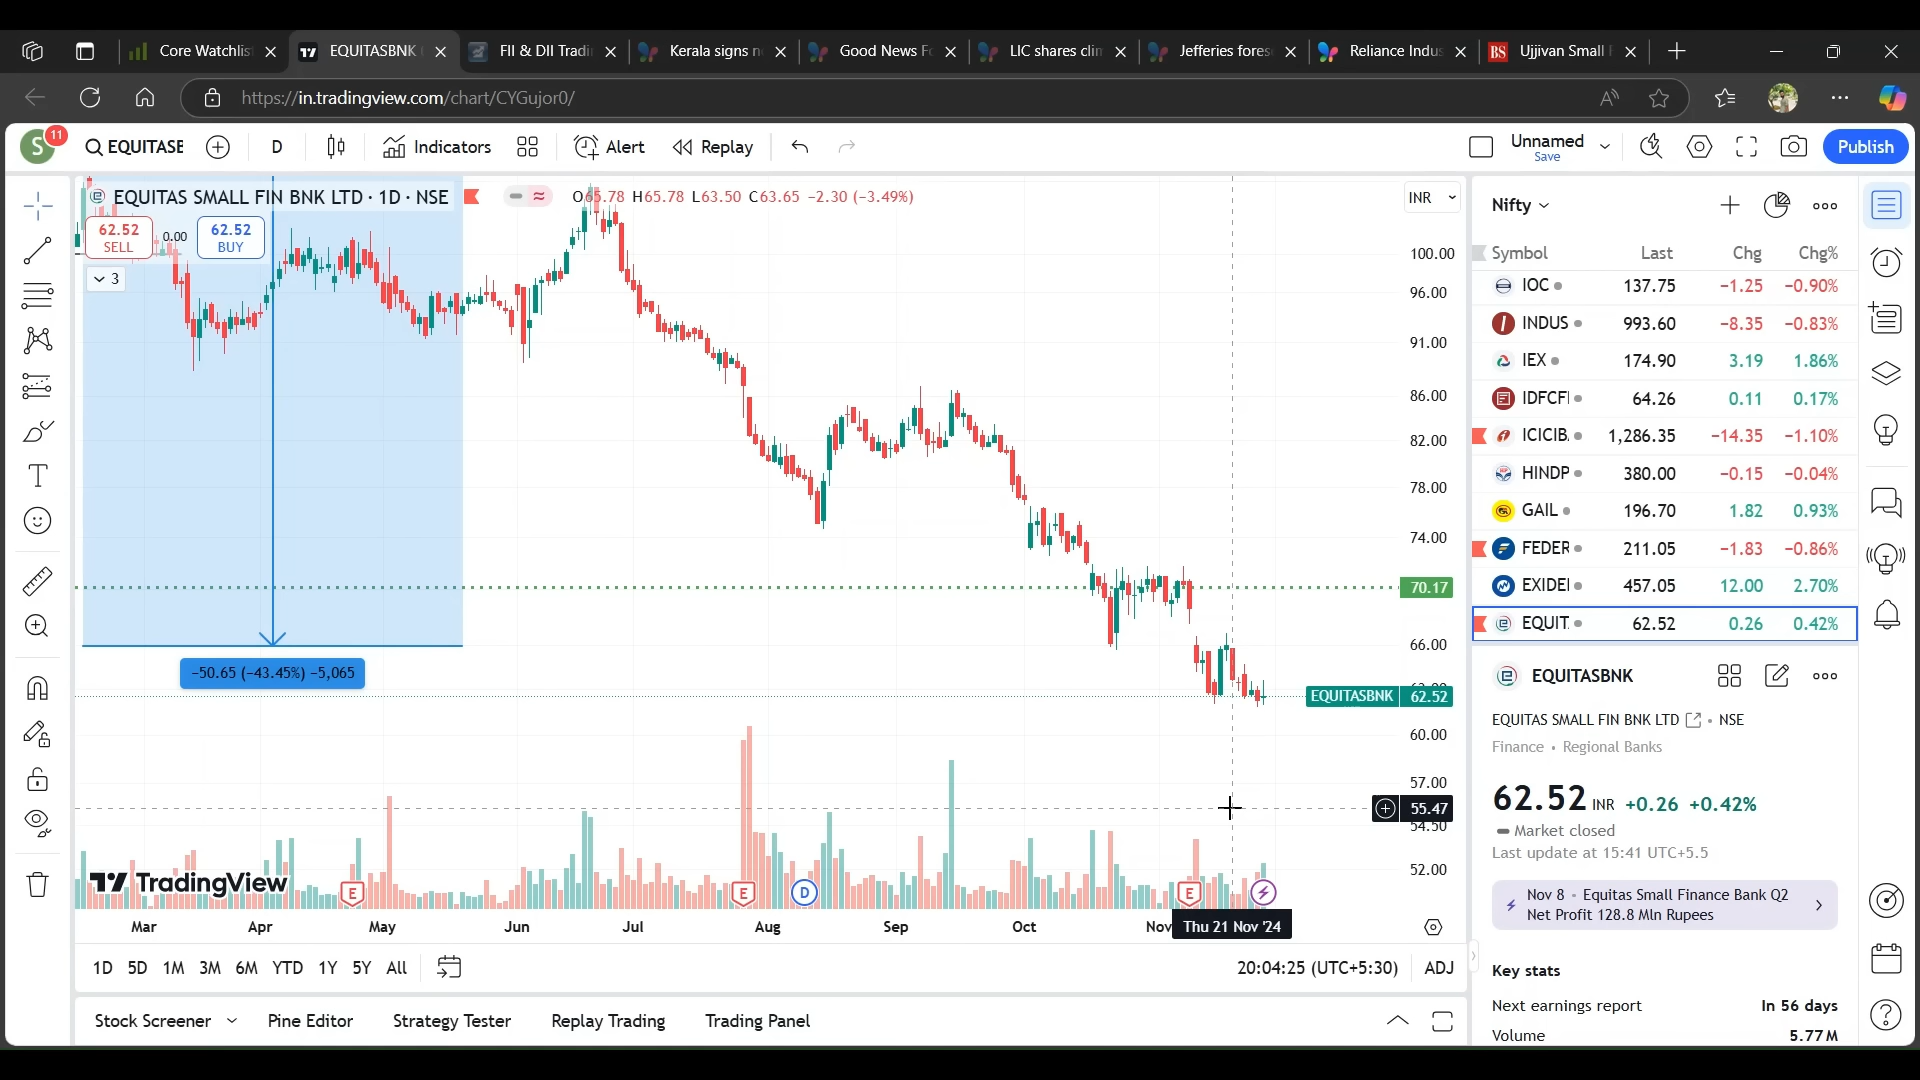 Core Watchlis
EQUITASBNK
FII & DII Tradi
Kerala signs n
Good News Fo
LIC shares clim
Jefferies fores
Reliance Indus
BS Ujjivan Small F
https://in.tradingview.com/chart/CYGujor0/
S 11 EQUITASE D Indicators Alert Replay Unnamed Save Publish
EQUITAS SMALL FIN BNK LTD · 1D · NSE O65.78 H65.78 L63.50 C63.65 −2.30 (−3.49%) INR
62.52 SELL 0.00 62.52 BUY
3
100.00
96.00
91.00
86.00
82.00
78.00
74.00
70.17
66.00
−50.65 (−43.45%) −5,065
EQUITASBNK 62.52
60.00
57.00
55.47
54.50
52.00
TradingView
E E D E
Mar Apr May Jun Jul Aug Sep Oct Nov Thu 21 Nov '24
1D 5D 1M 3M 6M YTD 1Y 5Y All 20:04:25 (UTC+5:30) ADJ
Stock Screener Pine Editor Strategy Tester Replay Trading Trading Panel
Nifty
Symbol Last Chg Chg%
IOC 137.75 −1.25 −0.90%
INDUS 993.60 −8.35 −0.83%
IEX 174.90 3.19 1.86%
IDFCFI 64.26 0.11 0.17%
ICICIB. 1,286.35 −14.35 −1.10%
HINDP 380.00 −0.15 −0.04%
GAIL 196.70 1.82 0.93%
FEDER 211.05 −1.83 −0.86%
EXIDEI 457.05 12.00 2.70%
EQUIT. 62.52 0.26 0.42%
EQUITASBNK
EQUITAS SMALL FIN BNK LTD • NSE
Finance • Regional Banks
62.52 INR +0.26 +0.42%
Market closed
Last update at 15:41 UTC+5.5
Nov 8 • Equitas Small Finance Bank Q2
Net Profit 128.8 Mln Rupees
Key stats
Next earnings report In 56 days
Volume 5.77 M